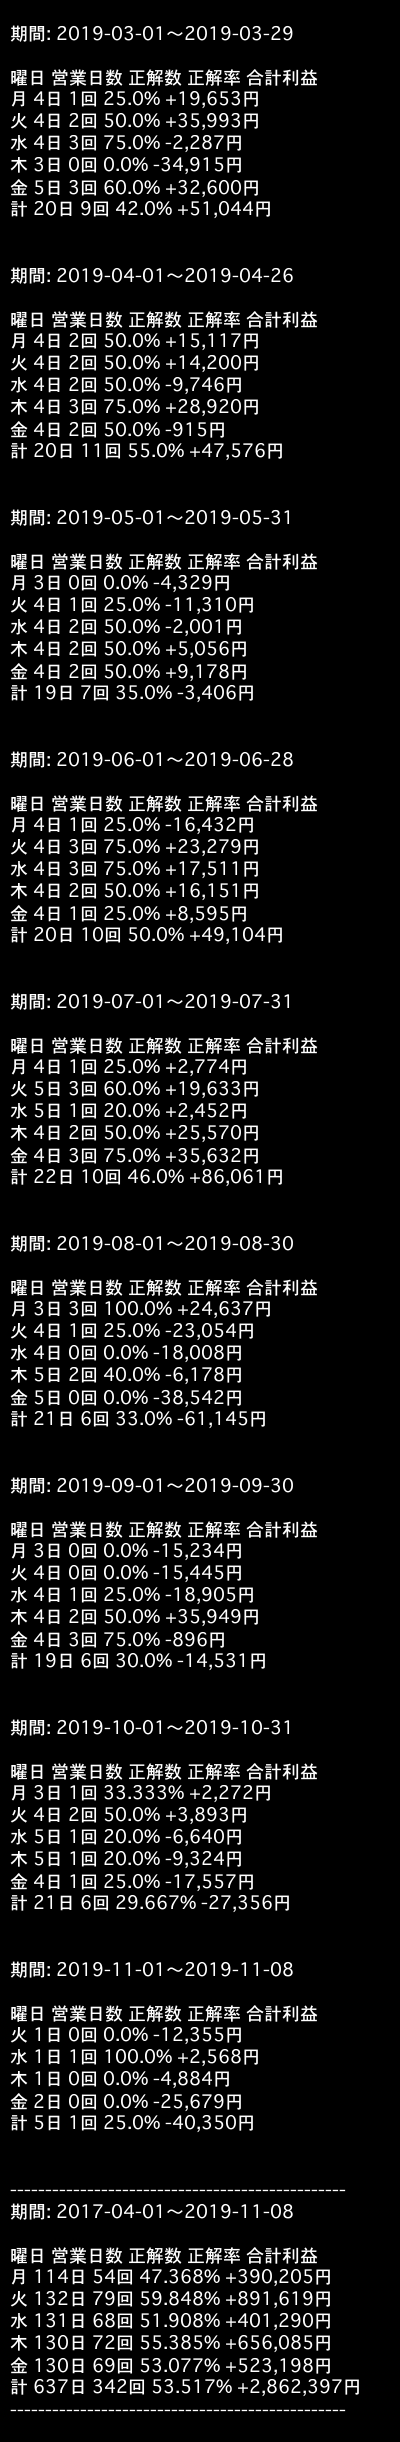 期間: 2019-03-01～2019-03-29
曜日 営業日数 正解数 正解率 合計利益
月 4日 1回 25.0% +19,653円
火 4日 2回 50.0% +35,993円
水 4日 3回 75.0% -2,287円
木 3日 0回 0.0% -34,915円
金 5日 3回 60.0% +32,600円
計 20日 9回 42.0% +51,044円
期間: 2019-04-01～2019-04-26
曜日 営業日数 正解数 正解率 合計利益
月 4日 2回 50.0% +15,117円
火 4日 2回 50.0% +14,200円
水 4日 2回 50.0% -9,746円
木 4日 3回 75.0% +28,920円
金 4日 2回 50.0% -915円
計 20日 11回 55.0% +47,576円
期間: 2019-05-01～2019-05-31
曜日 営業日数 正解数 正解率 合計利益
月 3日 0回 0.0% -4,329円
火 4日 1回 25.0% -11,310円
水 4日 2回 50.0% -2,001円
木 4日 2回 50.0% +5,056円
金 4日 2回 50.0% +9,178円
計 19日 7回 35.0% -3,406円
期間: 2019-06-01～2019-06-28
曜日 営業日数 正解数 正解率 合計利益
月 4日 1回 25.0% -16,432円
火 4日 3回 75.0% +23,279円
水 4日 3回 75.0% +17,511円
木 4日 2回 50.0% +16,151円
金 4日 1回 25.0% +8,595円
計 20日 10回 50.0% +49,104円
期間: 2019-07-01～2019-07-31
曜日 営業日数 正解数 正解率 合計利益
月 4日 1回 25.0% +2,774円
火 5日 3回 60.0% +19,633円
水 5日 1回 20.0% +2,452円
木 4日 2回 50.0% +25,570円
金 4日 3回 75.0% +35,632円
計 22日 10回 46.0% +86,061円
期間: 2019-08-01～2019-08-30
曜日 営業日数 正解数 正解率 合計利益
月 3日 3回 100.0% +24,637円
火 4日 1回 25.0% -23,054円
水 4日 0回 0.0% -18,008円
木 5日 2回 40.0% -6,178円
金 5日 0回 0.0% -38,542円
計 21日 6回 33.0% -61,145円
期間: 2019-09-01～2019-09-30
曜日 営業日数 正解数 正解率 合計利益
月 3日 0回 0.0% -15,234円
火 4日 0回 0.0% -15,445円
水 4日 1回 25.0% -18,905円
木 4日 2回 50.0% +35,949円
金 4日 3回 75.0% -896円
計 19日 6回 30.0% -14,531円
期間: 2019-10-01～2019-10-31
曜日 営業日数 正解数 正解率 合計利益
月 3日 1回 33.333% +2,272円
火 4日 2回 50.0% +3,893円
水 5日 1回 20.0% -6,640円
木 5日 1回 20.0% -9,324円
金 4日 1回 25.0% -17,557円
計 21日 6回 29.667% -27,356円
期間: 2019-11-01～2019-11-08
曜日 営業日数 正解数 正解率 合計利益
火 1日 0回 0.0% -12,355円
水 1日 1回 100.0% +2,568円
木 1日 0回 0.0% -4,884円
金 2日 0回 0.0% -25,679円
計 5日 1回 25.0% -40,350円
------------------------------------------------
期間: 2017-04-01～2019-11-08
曜日 営業日数 正解数 正解率 合計利益
月 114日 54回 47.368% +390,205円
火 132日 79回 59.848% +891,619円
水 131日 68回 51.908% +401,290円
木 130日 72回 55.385% +656,085円
金 130日 69回 53.077% +523,198円
計 637日 342回 53.517% +2,862,397円
------------------------------------------------